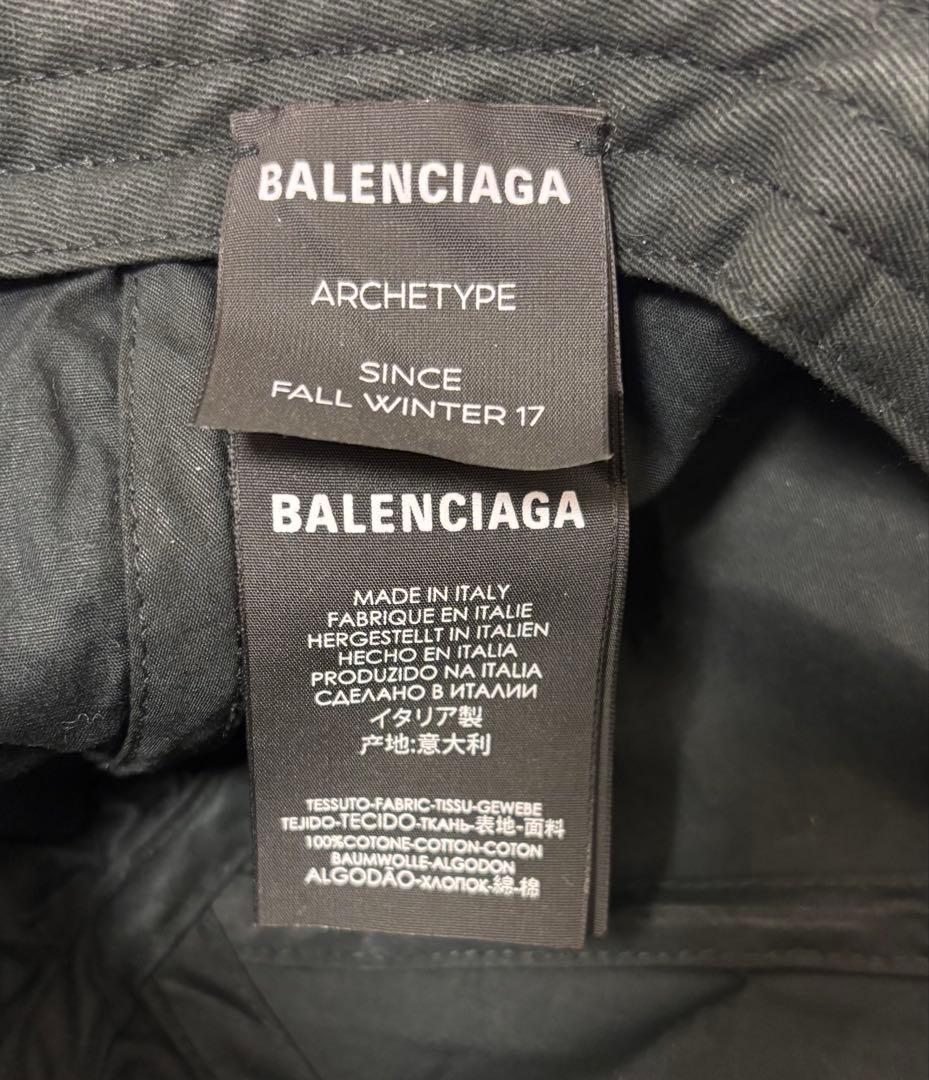 BALENCIAGA
ARCHETYPE
SINCE
FALL WINTER 17
BALENCIAGA
MADE IN ITALY
FABRIQUE EN ITALIE
HERGESTELLT IN ITALIEN
HECHO EN ITALIA
PRODUZIDO NA ITALIA
СДЕЛАНО В ИТАЛИИ
イタリア製
产地:意大利
TESSUTO-FABRIC-TISSU-GEWEBE
TEJIDO-TECIDO-ТКАНЬ-表地-面料
100%COTONE-COTTON-COTON
BAUMWOLLE-ALGODON
ALGODÃO-ХЛОПОК-綿-棉